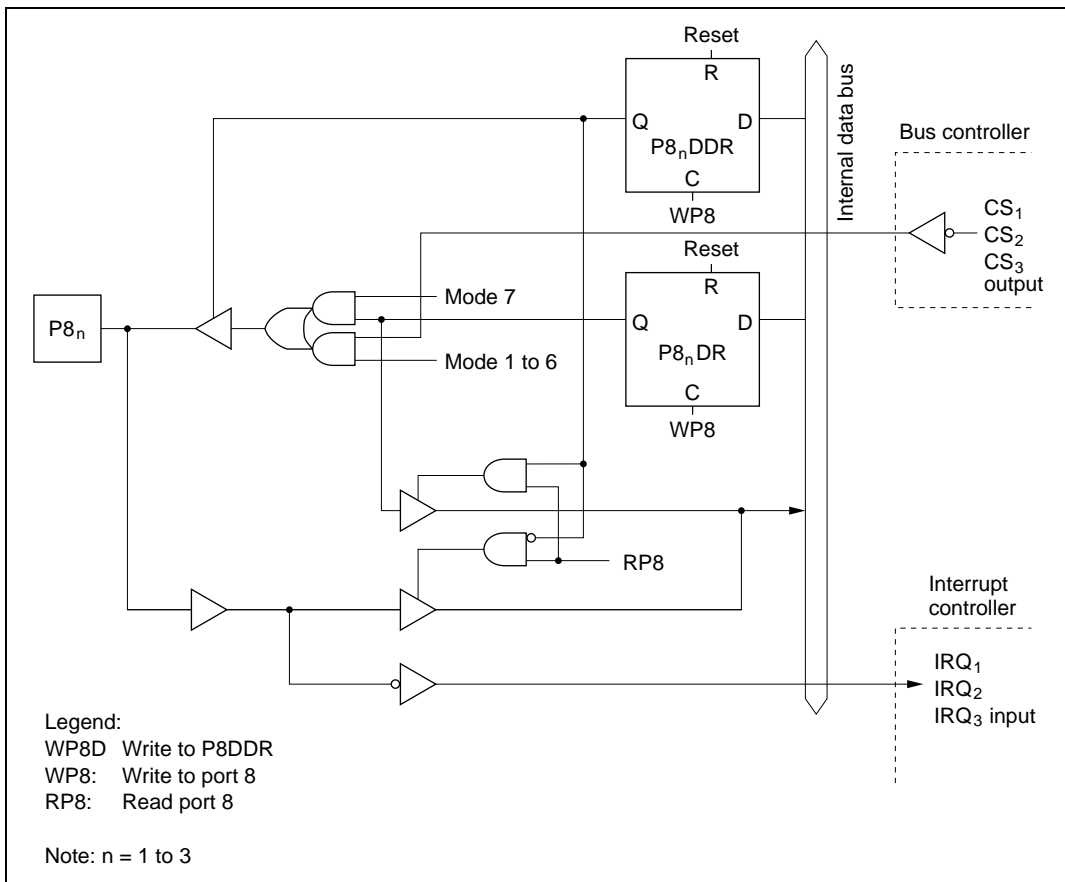 Reset
R
Q
D
P8nDDR
C
WP8
Internal data bus
Bus controller
CS1
CS2
CS3
output
Reset
R
Mode 7
P8n
Q
D
P8nDR
Mode 1 to 6
C
WP8
RP8
Interrupt
controller
IRQ1
IRQ2
IRQ3 input
Legend:
WP8D Write to P8DDR
WP8: Write to port 8
RP8: Read port 8
Note: n = 1 to 3